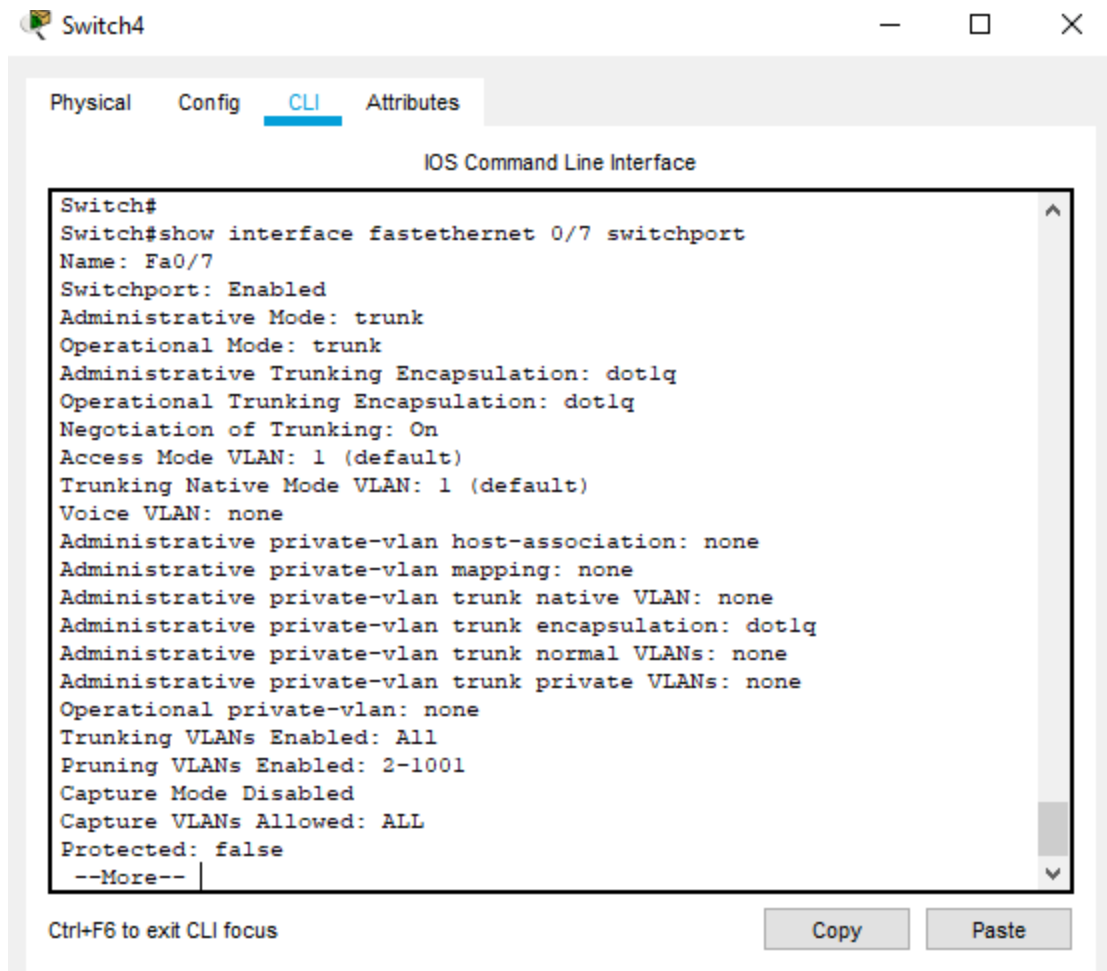 Switch4
Physical Config CLI Attributes
IOS Command Line Interface
Switch#
Switch#show interface fastethernet 0/7 switchport
Name: Fa0/7
Switchport: Enabled
Administrative Mode: trunk
Operational Mode: trunk
Administrative Trunking Encapsulation: dot1q
Operational Trunking Encapsulation: dot1q
Negotiation of Trunking: On
Access Mode VLAN: 1 (default)
Trunking Native Mode VLAN: 1 (default)
Voice VLAN: none
Administrative private-vlan host-association: none
Administrative private-vlan mapping: none
Administrative private-vlan trunk native VLAN: none
Administrative private-vlan trunk encapsulation: dot1q
Administrative private-vlan trunk normal VLANs: none
Administrative private-vlan trunk private VLANs: none
Operational private-vlan: none
Trunking VLANs Enabled: All
Pruning VLANs Enabled: 2-1001
Capture Mode Disabled
Capture VLANs Allowed: ALL
Protected: false
--More--
Ctrl+F6 to exit CLI focus
Copy Paste